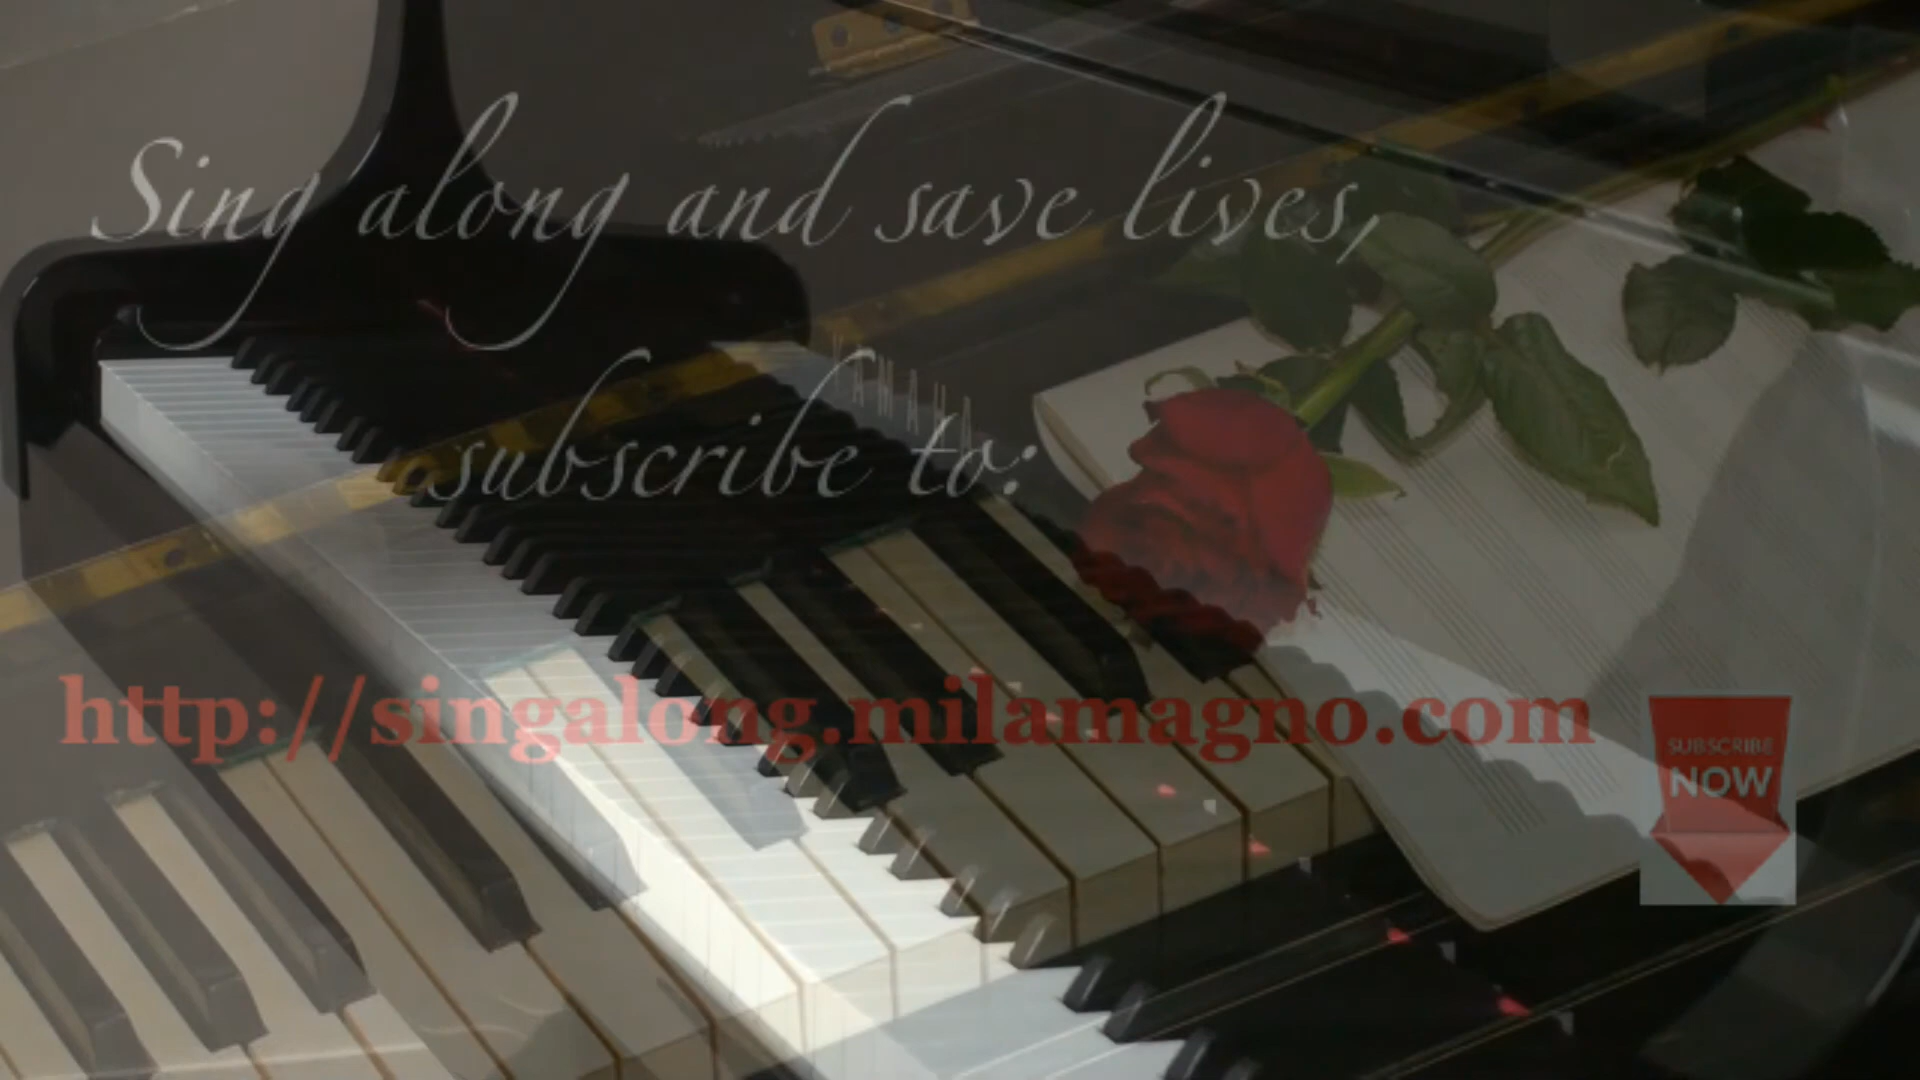 Sing along and save lives,
subscribe to:
http://singalong.milamagno.com
SUBSCRIBE
NOW